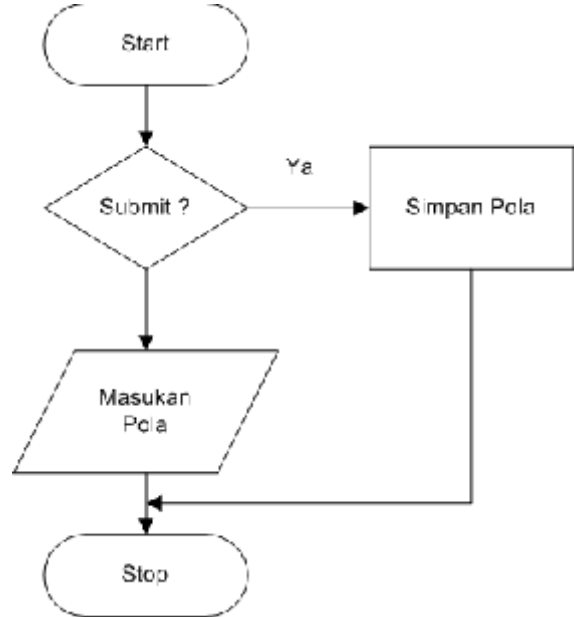 Start
Ya
Submit ?
Simpan Pola
Masukan
Pola
Stop